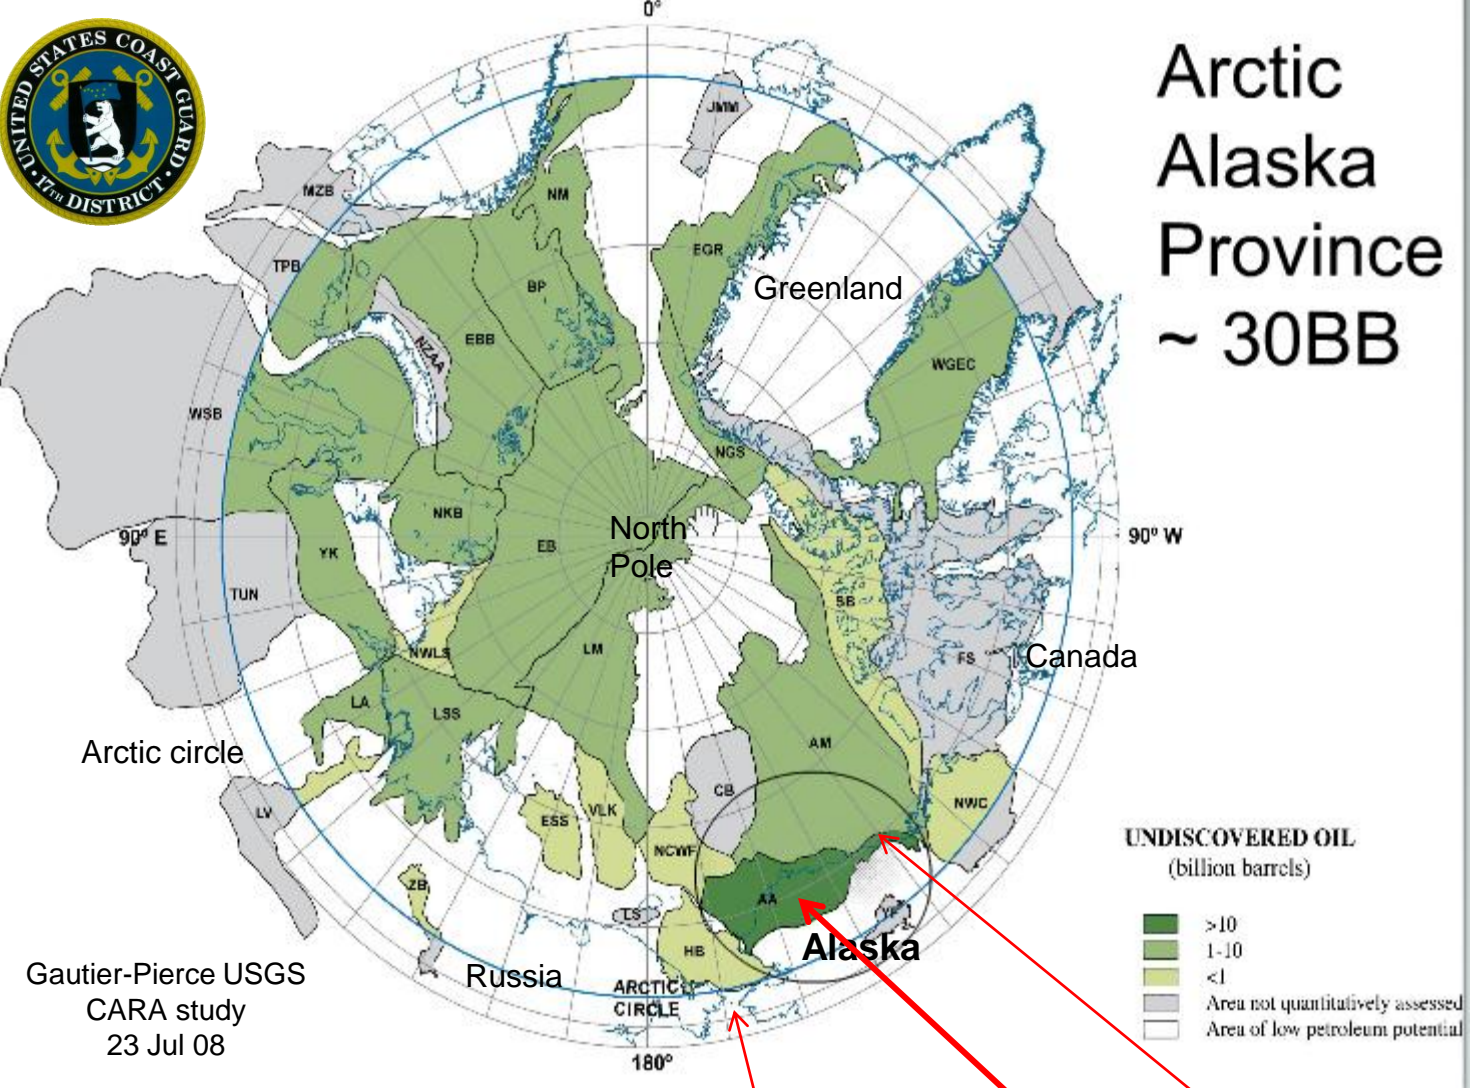 UNITED STATES COAST GUARD
17TH DISTRICT
Arctic
Alaska
Province
~ 30BB
0°
JMM
MZB
NM
TPB
EGR
BP
Greenland
EBB
NZAA
WGEC
WSB
NGS
NKB
North
Pole
90° E
90° W
YK
EB
TUN
SB
LM
NWLS
FS
Canada
LA
LSS
AM
Arctic circle
CB
LV
ESS
VLK
NWC
NCWF
UNDISCOVERED OIL
(billion barrels)
ZB
AA
LS
YF
>10
1-10
<1
Area not quantitatively assessed
Area of low petroleum potential
HB
Alaska
Russia
ARCTIC
CIRCLE
Gautier-Pierce USGS
CARA study
23 Jul 08
180°